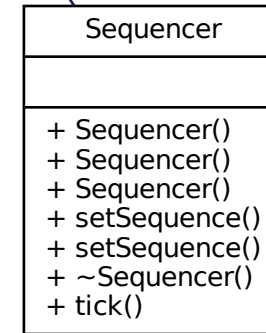 Sequencer
+ Sequencer()
+ Sequencer()
+ Sequencer()
+ setSequence()
+ setSequence()
+ ~Sequencer()
+ tick()